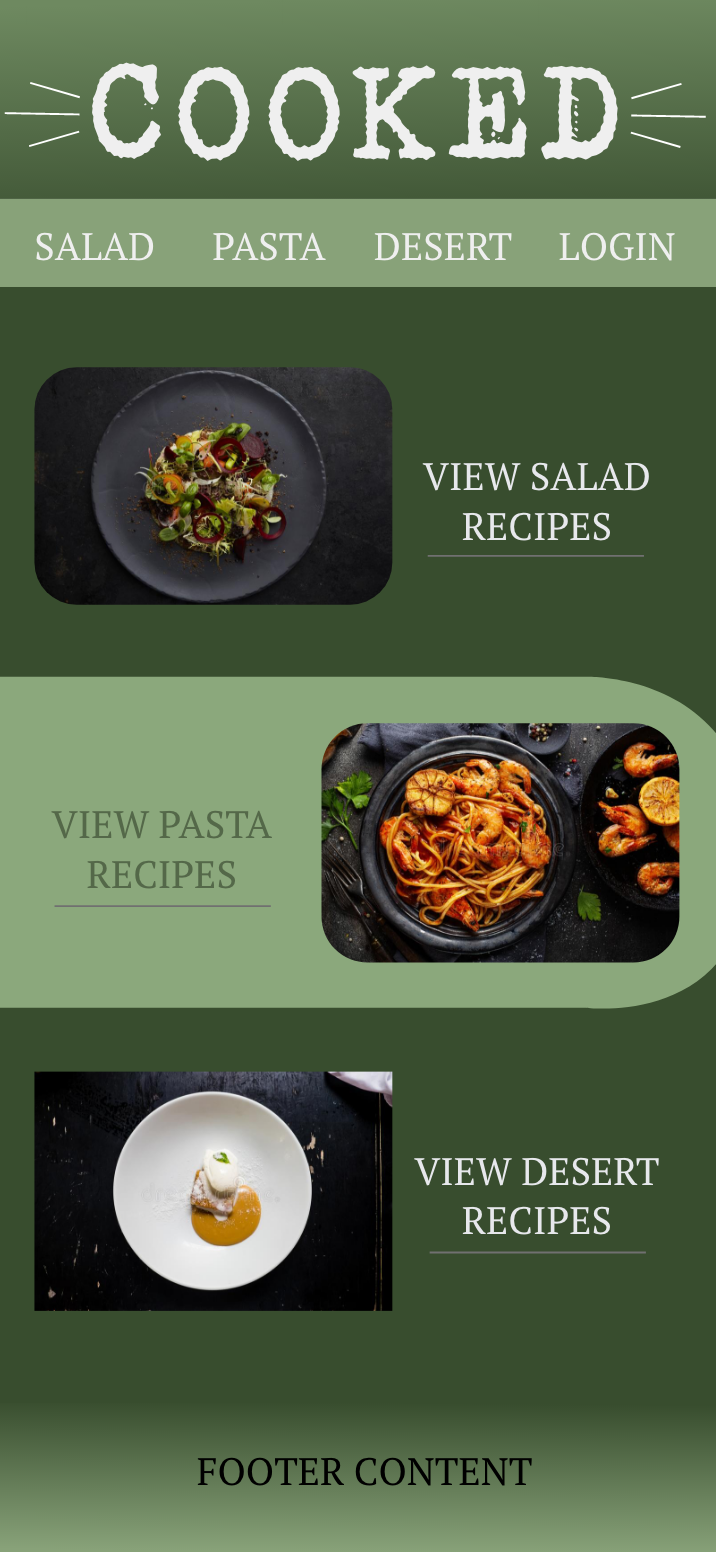 COOKED
SALAD PASTA DESERT LOGIN
VIEW SALAD
RECIPES
VIEW PASTA
RECIPES
VIEW DESERT
RECIPES
FOOTER CONTENT